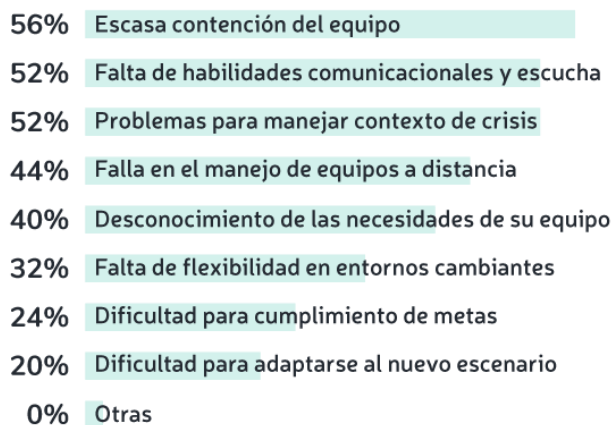 56% Escasa contención del equipo
52% Falta de habilidades comunicacionales y escucha
52% Problemas para manejar contexto de crisis
44% Falla en el manejo de equipos a distancia
40% Desconocimiento de las necesidades de su equipo
32% Falta de flexibilidad en entornos cambiantes
24% Dificultad para cumplimiento de metas
20% Dificultad para adaptarse al nuevo escenario
0% Otras